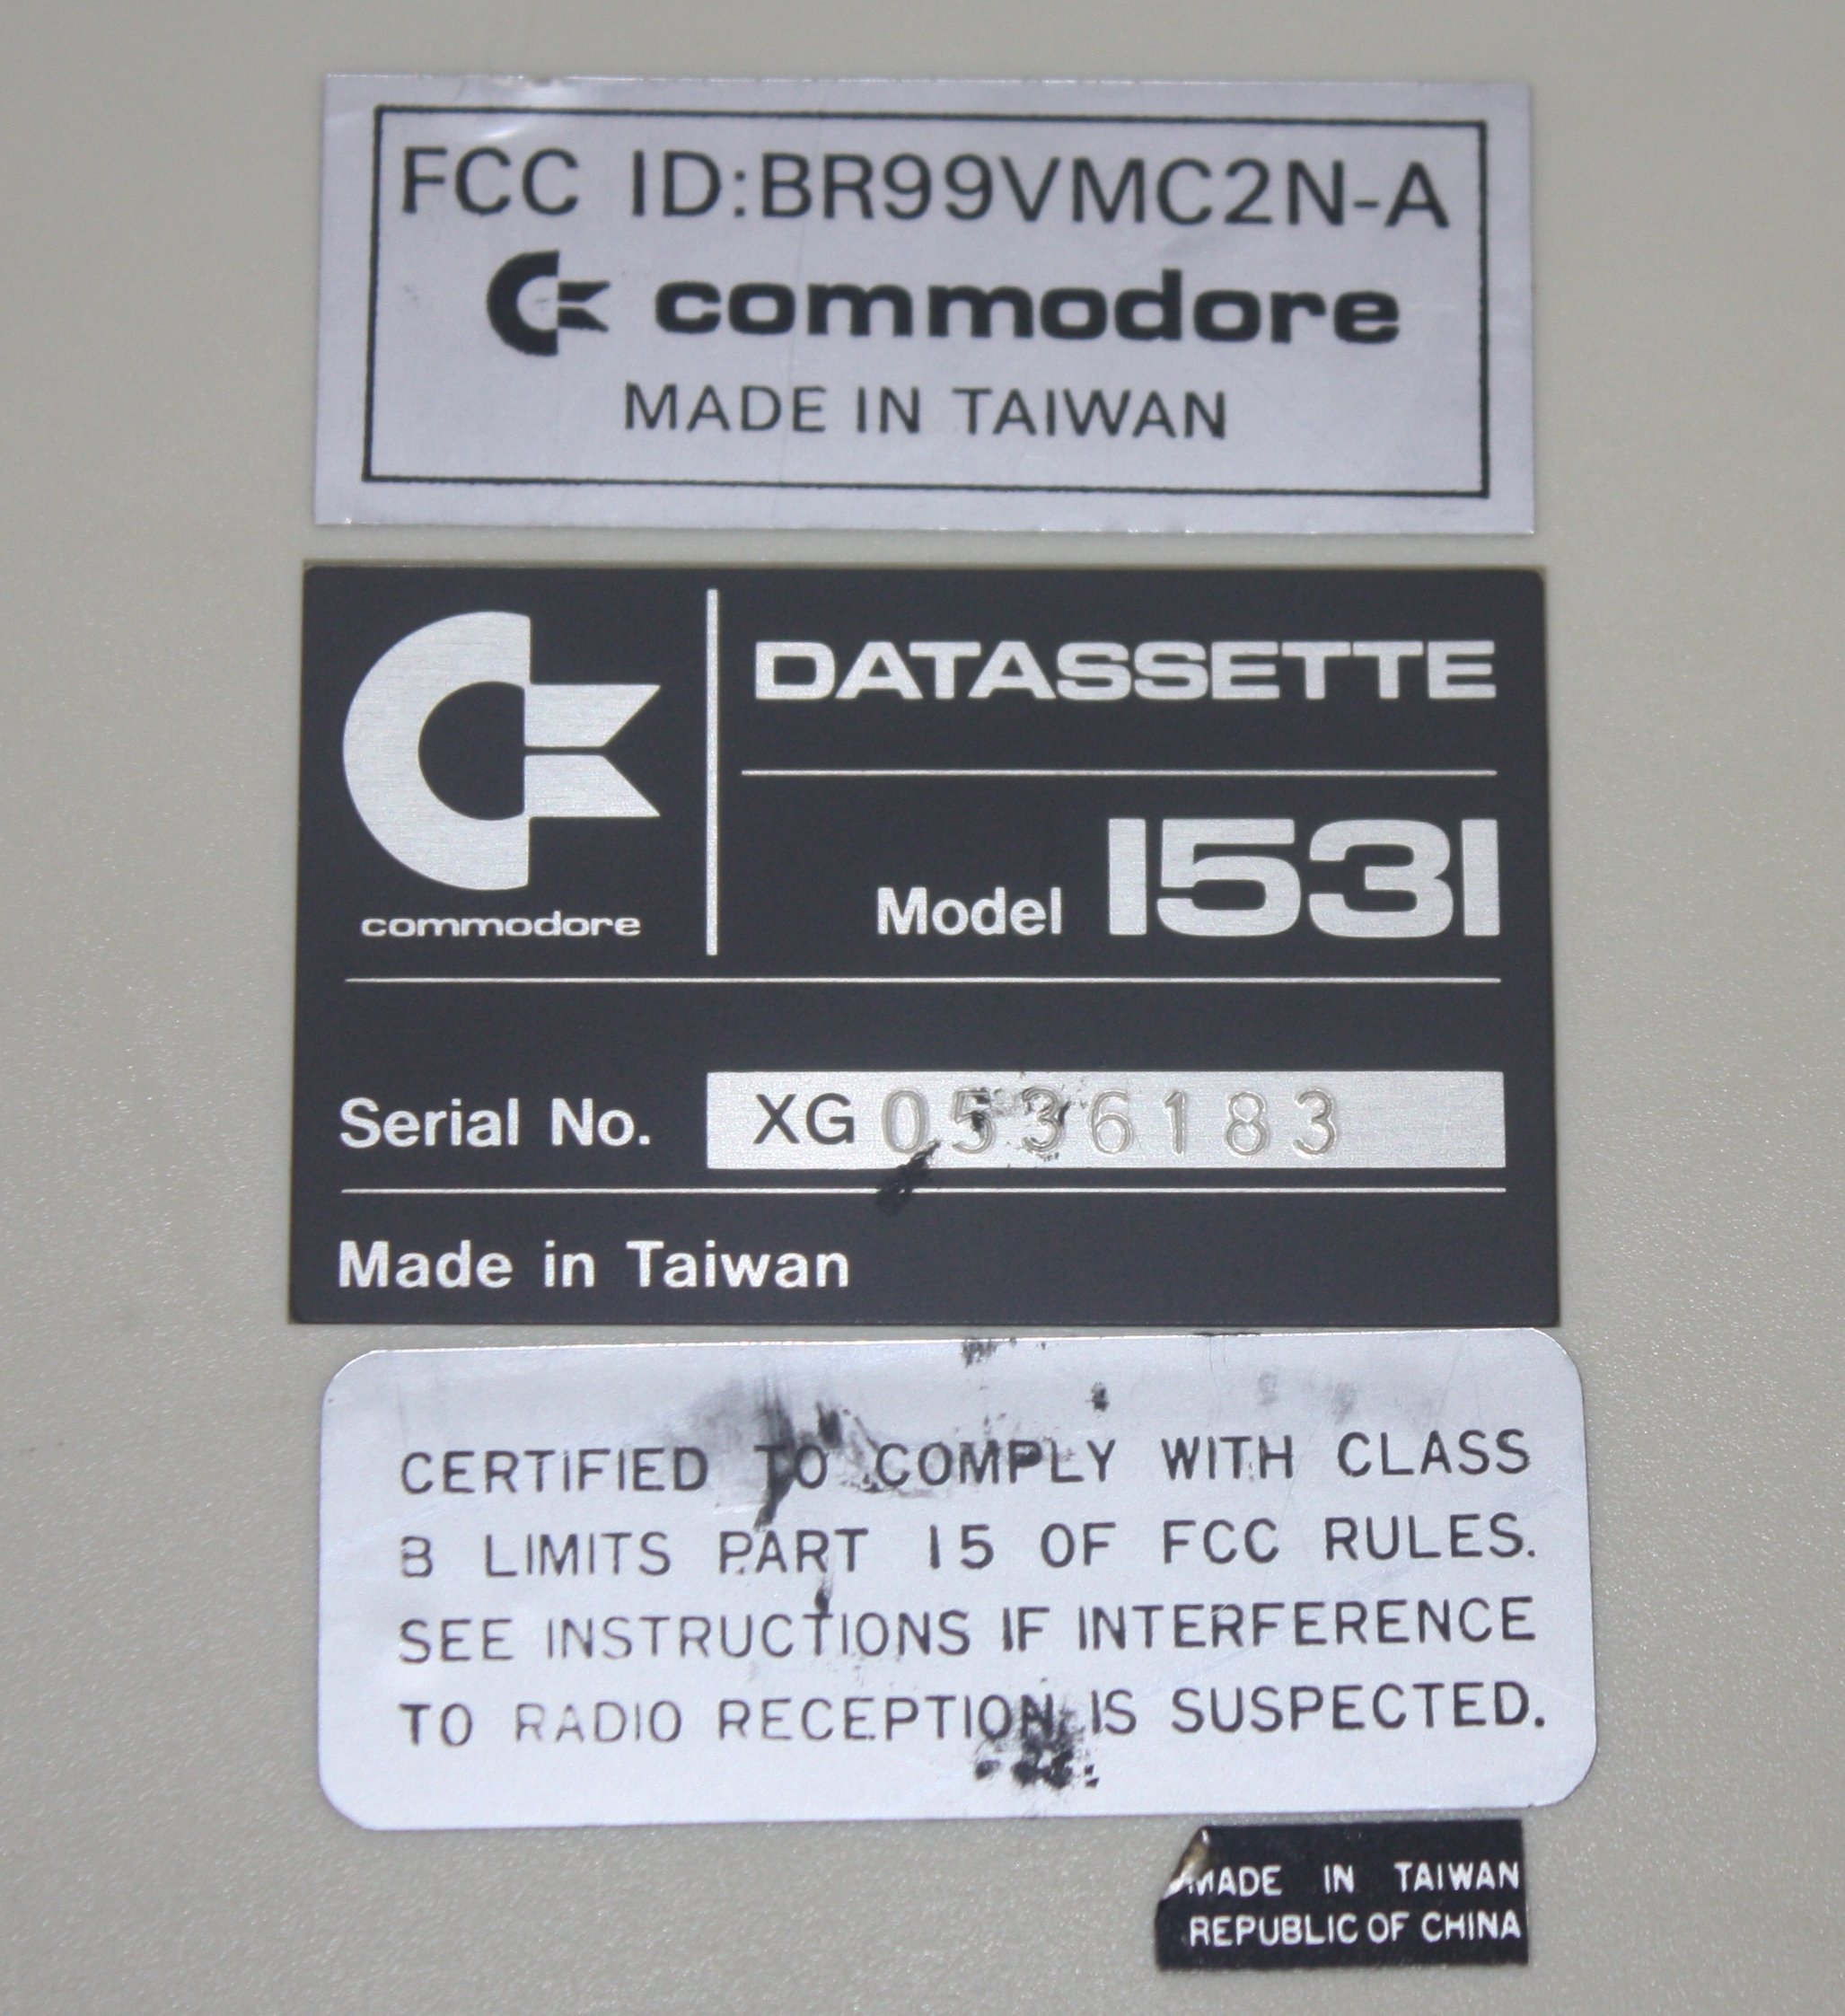 FCC ID:BR99VMC2N-A
commodore
MADE IN TAIWAN
commodore
DATASSETTE
Model 1531
Serial No. XG 0536183
Made in Taiwan
CERTIFIED TO COMPLY WITH CLASS
B LIMITS PART 15 OF FCC RULES.
SEE INSTRUCTIONS IF INTERFERENCE
TO RADIO RECEPTION IS SUSPECTED.
MADE IN TAIWAN
REPUBLIC OF CHINA